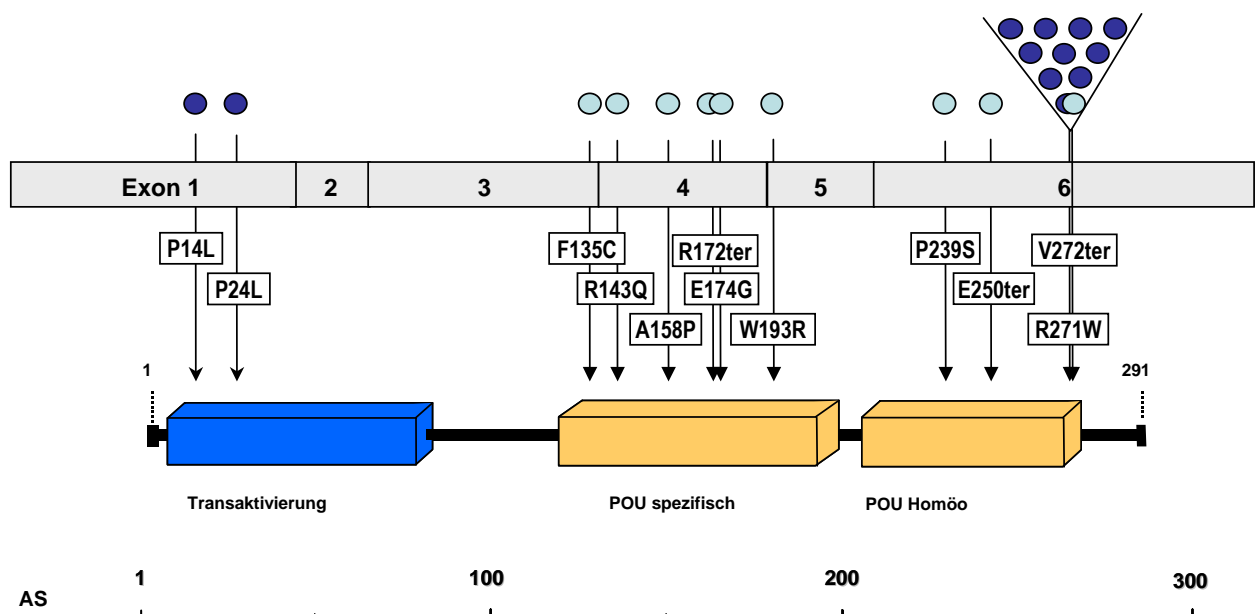 Exon 1 2 3 4 5 6
P14L F135C R172ter P239S V272ter
P24L R143Q E174G E250ter
A158P W193R R271W
1 291
Transaktivierung POU spezifisch POU Homöo
1 100 200 300
AS